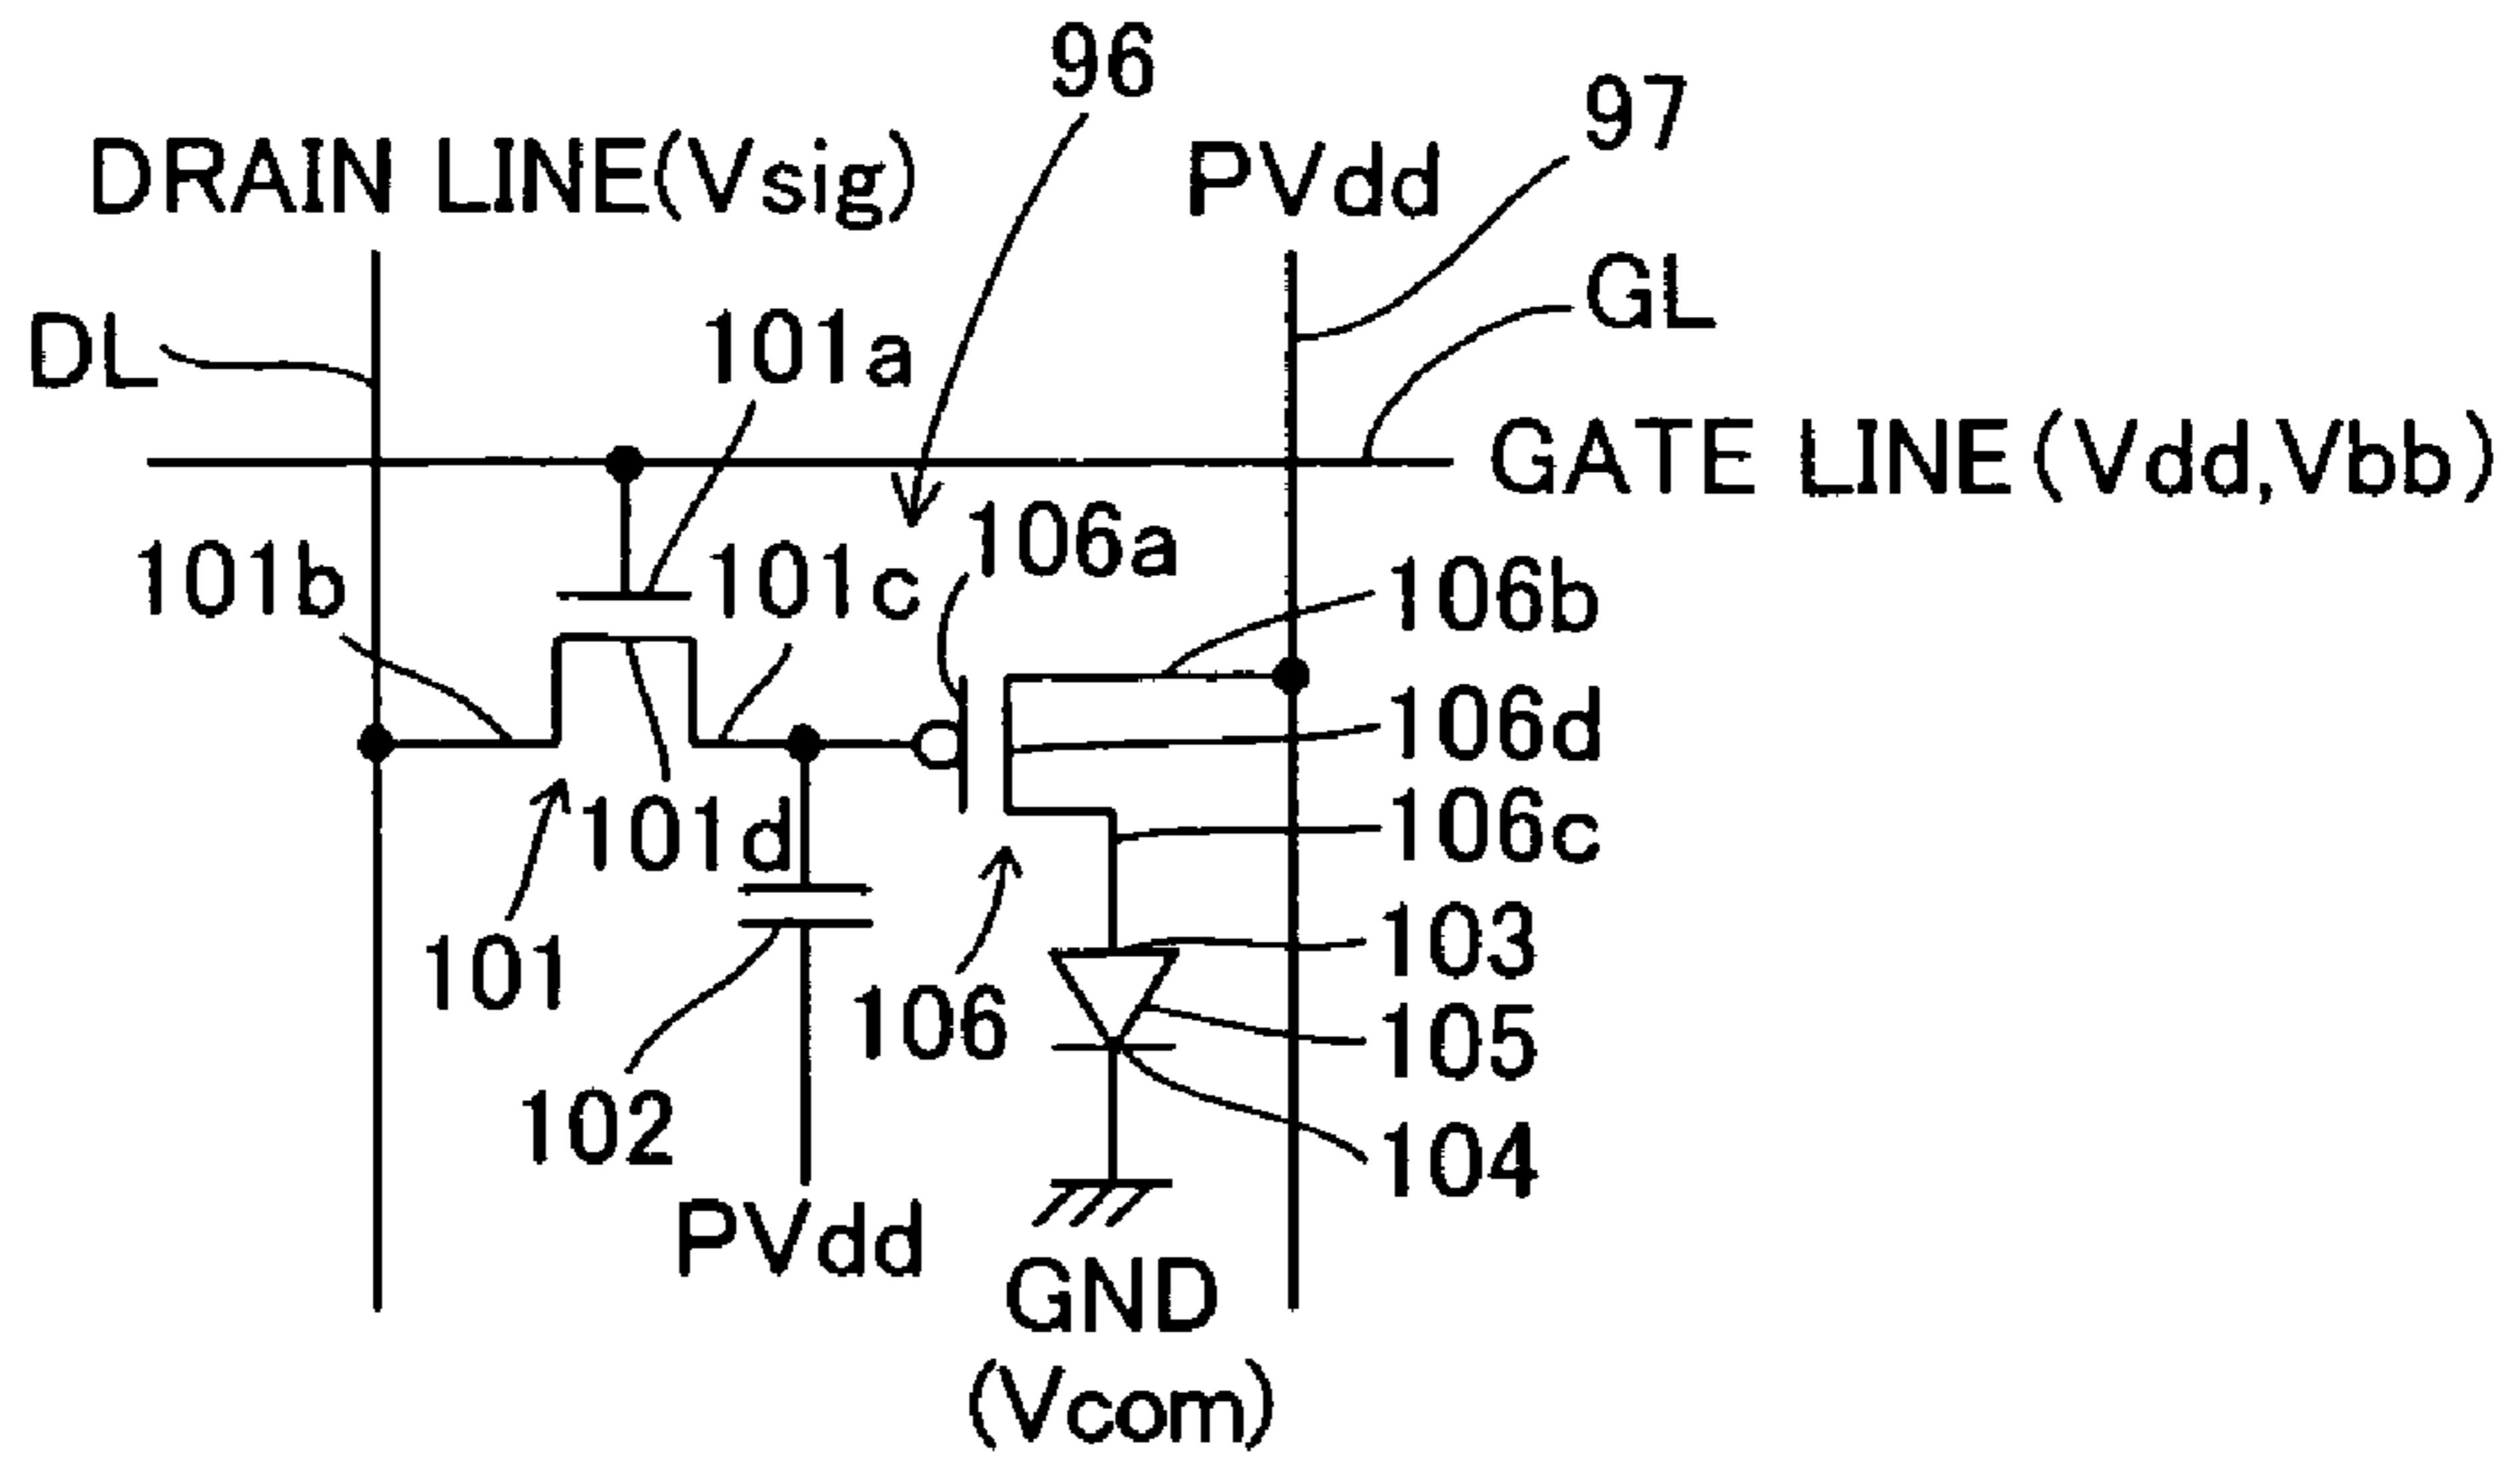 96
97
DRAIN LINE(Vsig)
PVdd
GL
DL
101a
GATE LINE(Vdd,Vbb)
101b
101c
106a
106b
106d
101d
106c
101
103
106
105
102
104
PVdd
GND
(Vcom)